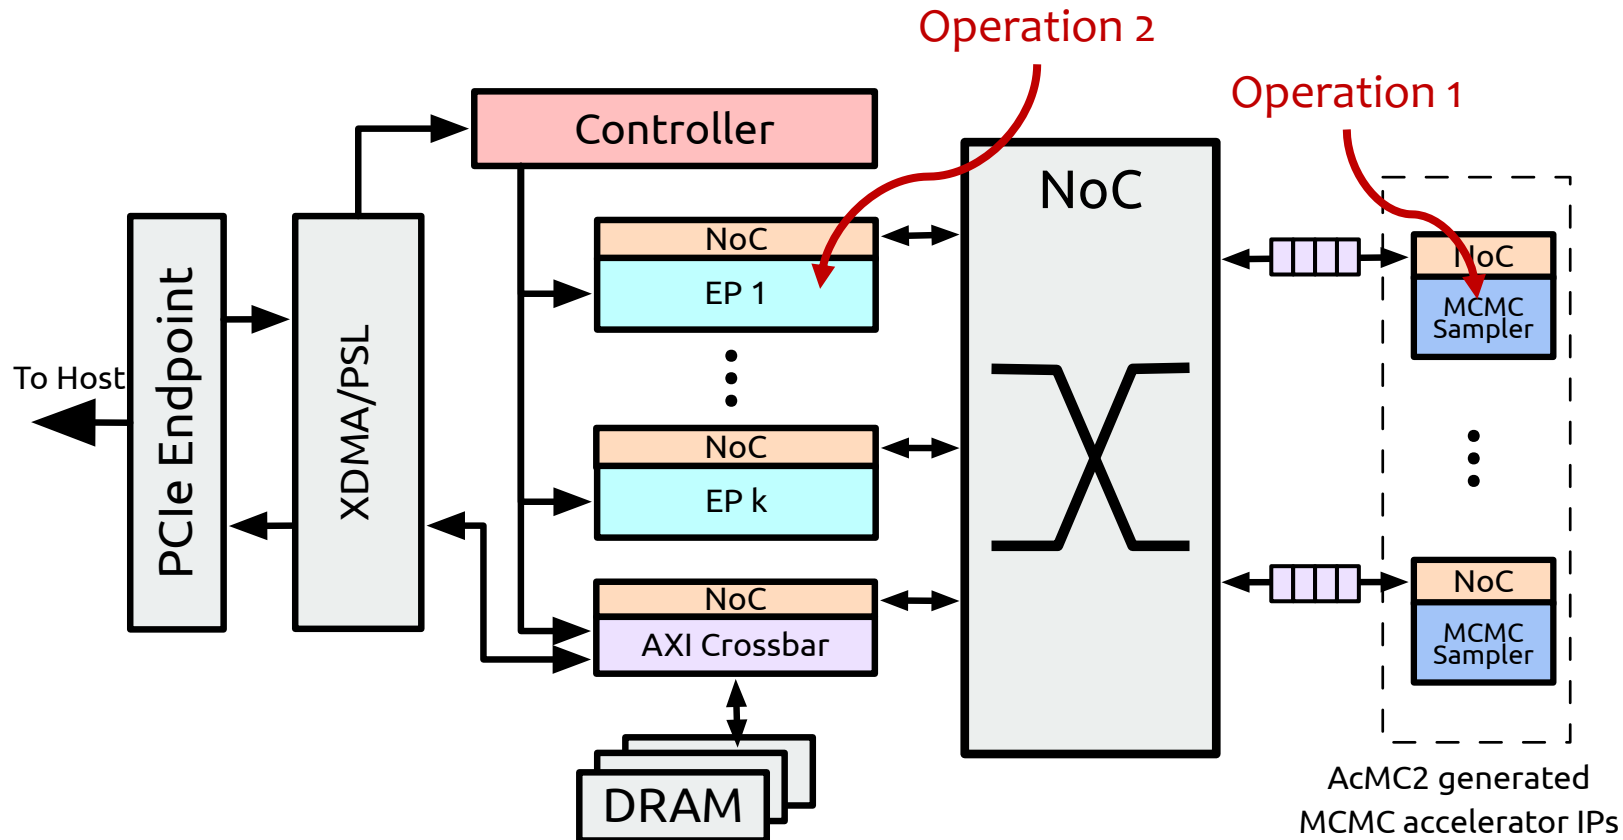 Operation 2
Operation 1
Controller
NoC
NoC
EP 1
NoC
MCMC
Sampler
PCIe Endpoint
XDMA/PSL
To Host
NoC
EP k
NoC
AXI Crossbar
NoC
MCMC
Sampler
DRAM
AcMC2 generated
MCMC accelerator IPs